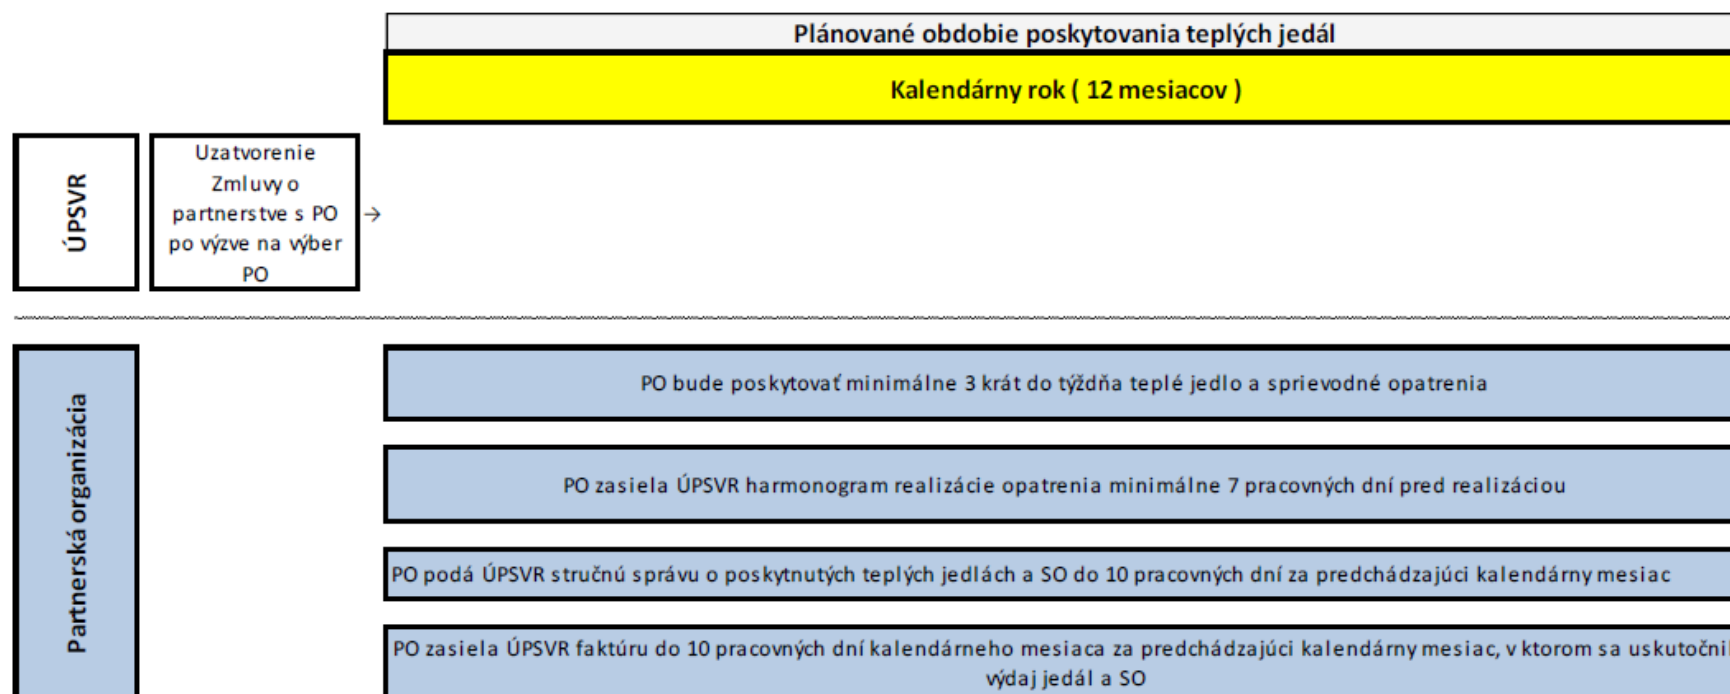 Plánované obdobie poskytovania teplých jedál
Kalendárny rok ( 12 mesiacov )
ÚPSVR
Uzatvorenie
Zmluvy o
partnerstve s PO
po výzve na výber
PO
→
Partnerská organizácia
PO bude poskytovať minimálne 3 krát do týždňa teplé jedlo a sprievodné opatrenia
PO zasiela ÚPSVR harmonogram realizácie opatrenia minimálne 7 pracovných dní pred realizáciou
PO podá ÚPSVR stručnú správu o poskytnutých teplých jedlách a SO do 10 pracovných dní za predchádzajúci kalendárny mesiac
PO zasiela ÚPSVR faktúru do 10 pracovných dní kalendárneho mesiaca za predchádzajúci kalendárny mesiac, v ktorom sa uskutočnil
výdaj jedál a SO